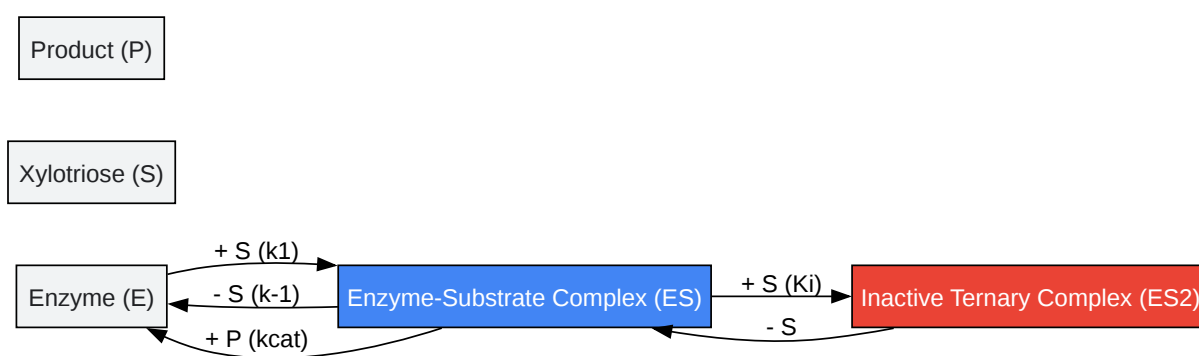 Product (P)
Xylotriose (S)
+ S (k1)
Enzyme (E)
- S (k-1)
+ P (kcat)
Enzyme-Substrate Complex (ES)
+ S (Ki)
- S
Inactive Ternary Complex (ES2)